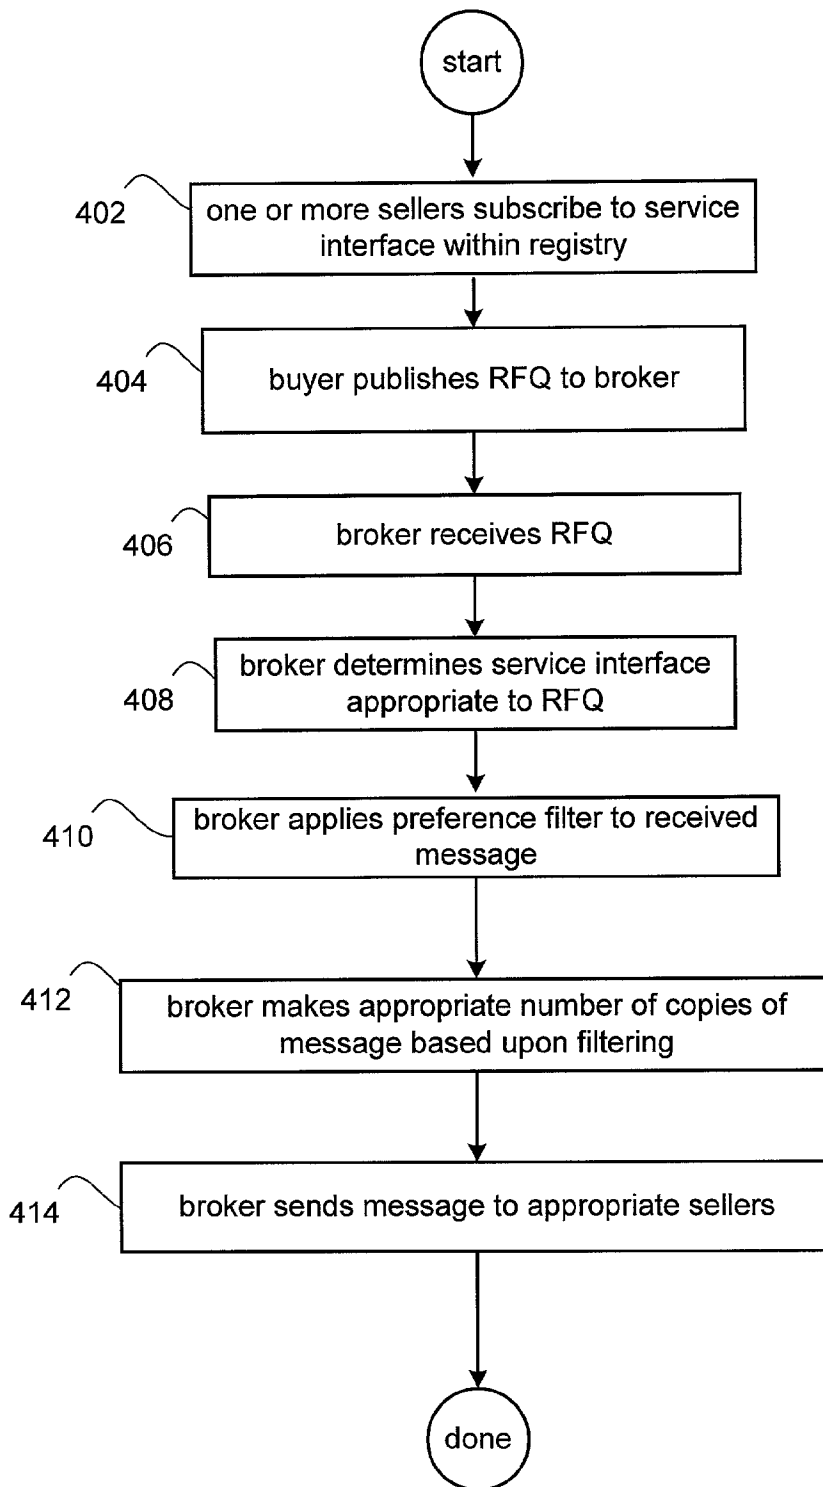 start
402
one or more sellers subscribe to service
interface within registry
404
buyer publishes RFQ to broker
406
broker receives RFQ
408
broker determines service interface
appropriate to RFQ
410
broker applies preference filter to received
message
412
broker makes appropriate number of copies of
message based upon filtering
414
broker sends message to appropriate sellers
done